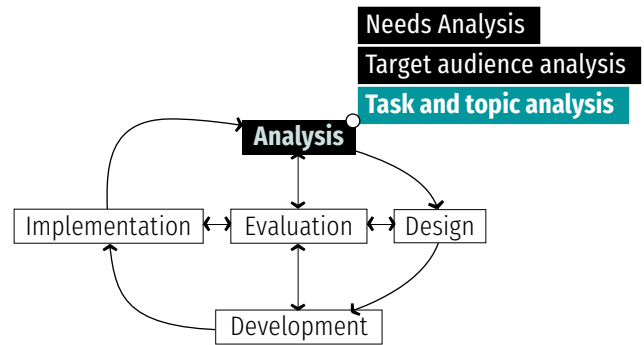 Needs Analysis
Target audience analysis
Task and topic analysis
Analysis
Implementation
Evaluation
Design
Development